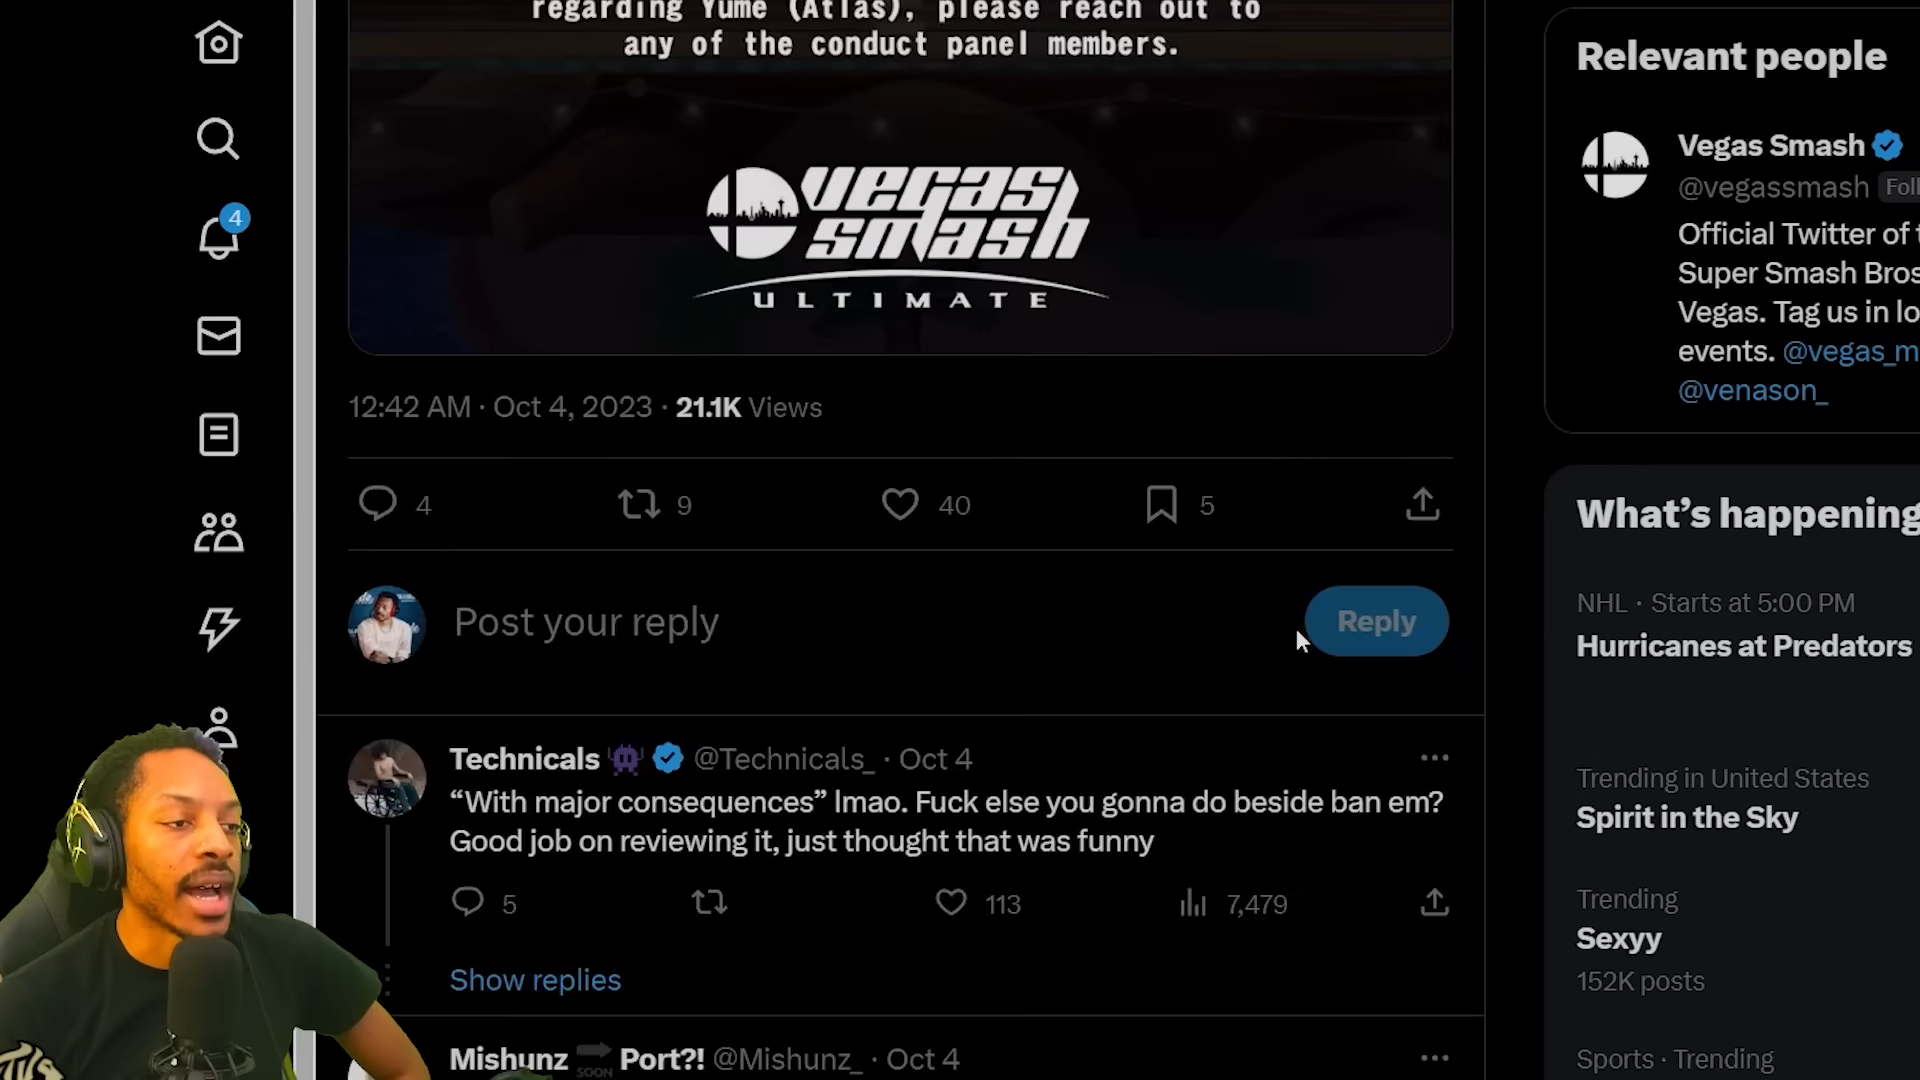 regarding Yume (Atlas), please reach out to
any of the conduct panel members.
vegas
smash
ULTIMATE
12:42 AM · Oct 4, 2023 · 21.1K Views
4 9 40 5
Post your reply
Reply
Technicals @Technicals_ · Oct 4
“With major consequences” lmao. Fuck else you gonna do beside ban em?
Good job on reviewing it, just thought that was funny
5 113 7,479
Show replies
Mishunz SOON Port?! @Mishunz_ · Oct 4
4
Relevant people
Vegas Smash
@vegassmash Foll
Official Twitter of t
Super Smash Bros
Vegas. Tag us in lo
events. @vegas_m
@venason_
What’s happening
NHL · Starts at 5:00 PM
Hurricanes at Predators
Trending in United States
Spirit in the Sky
Trending
Sexyy
152K posts
Sports · Trending